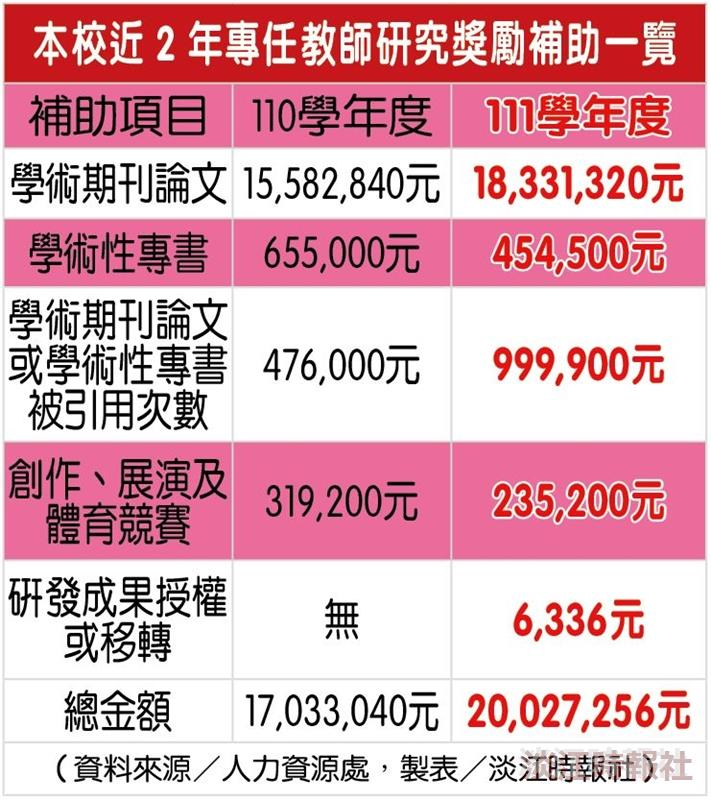 本校近2年專任教師研究獎勵補助一覽
補助項目 110學年度 111學年度
學術期刊論文 15,582,840元 18,331,320元
學術性專書 655,000元 454,500元
學術期刊論文
或學術性專書 476,000元 999,900元
被引用次數
創作、展演及
體育競賽 319,200元 235,200元
研發成果授權
或移轉 無 6,336元
總金額 17,033,040元 20,027,256元
（資料來源／人力資源處，製表／淡江時報社）
淡江時報社